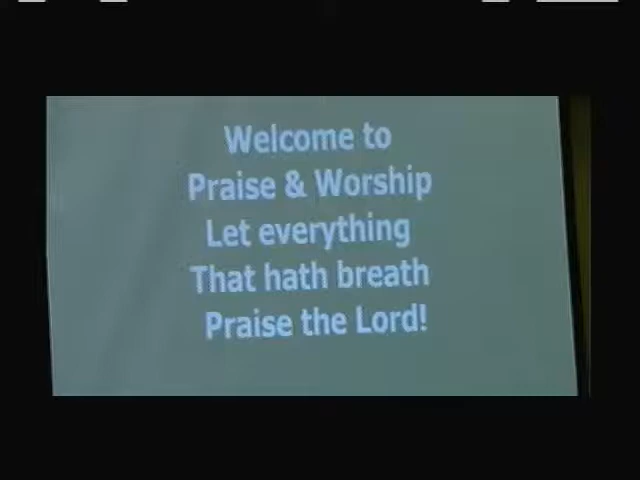 Welcome to
Praise & Worship
Let everything
That hath breath
Praise the Lord!